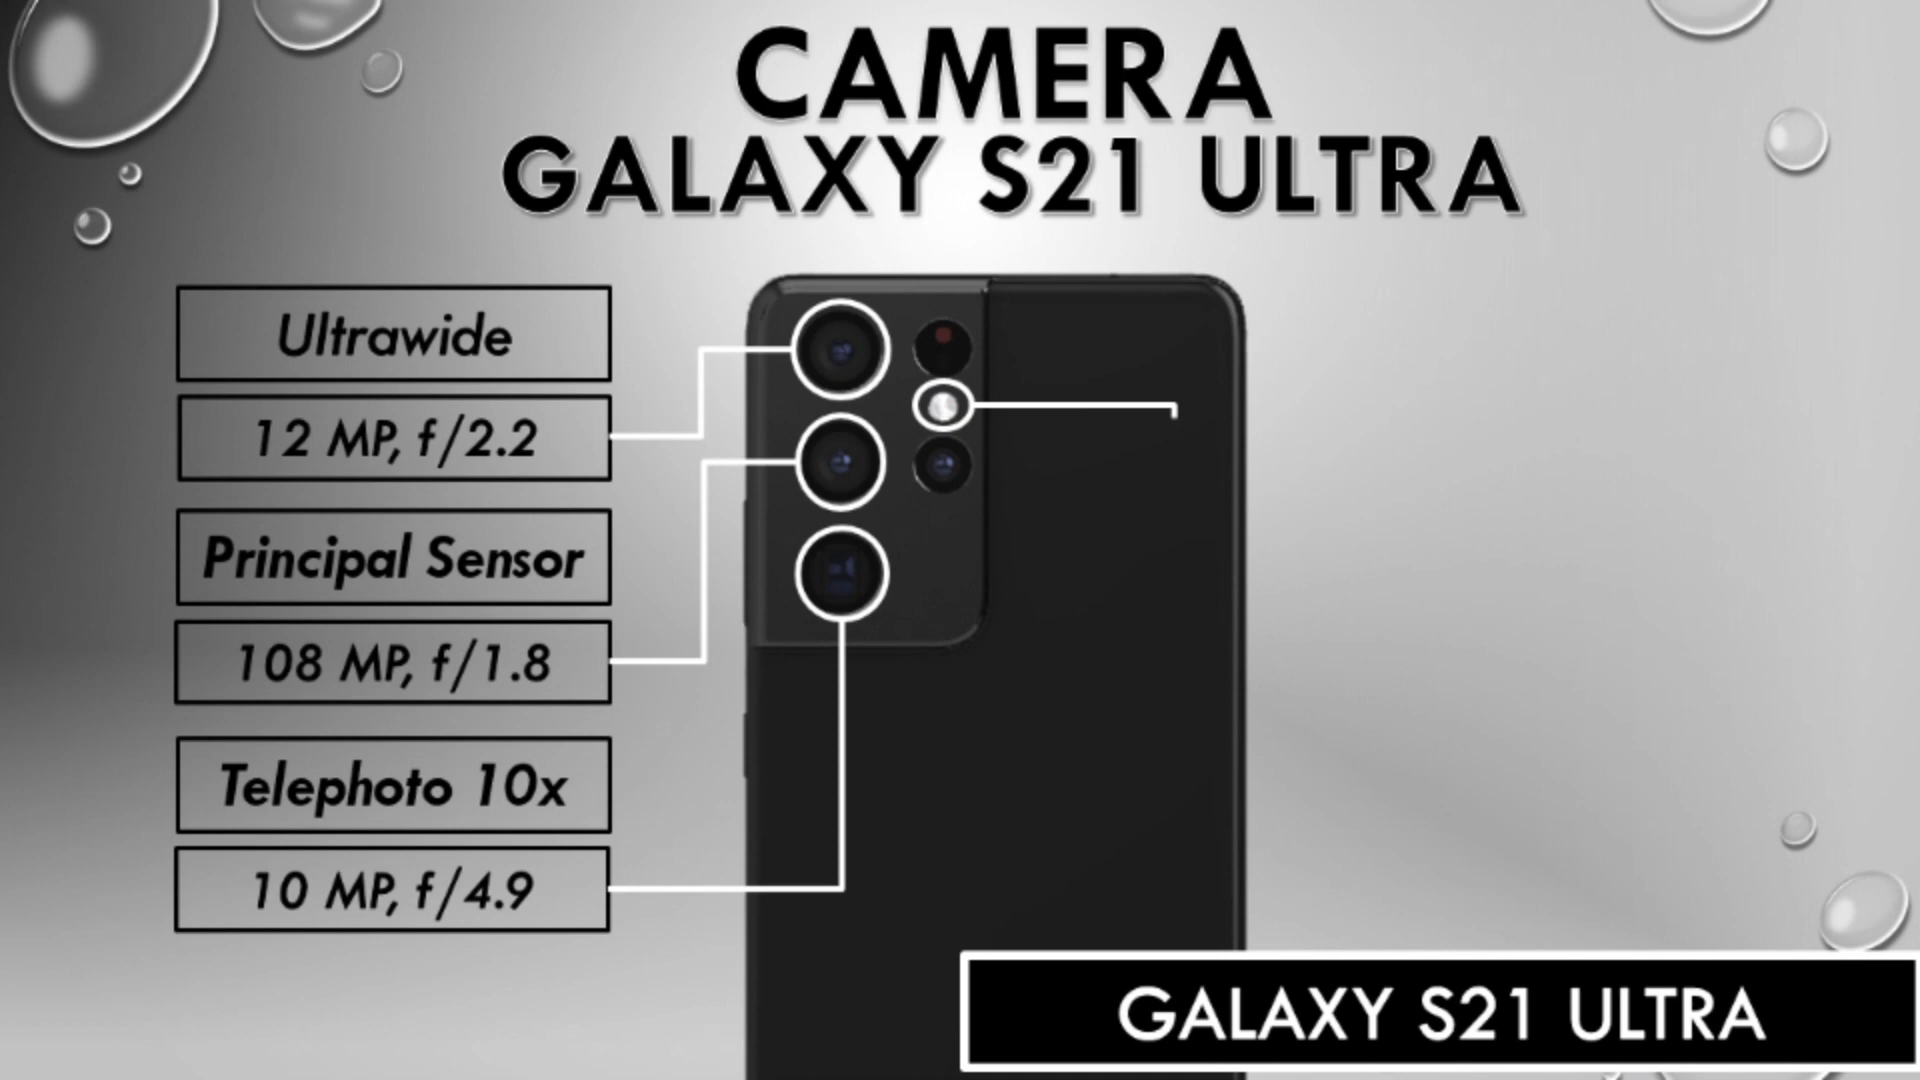 CAMERA
GALAXY S21 ULTRA
Ultrawide
12 MP, f/2.2
Principal Sensor
108 MP, f/1.8
Telephoto 10x
10 MP, f/4.9
GALAXY S21 ULTRA